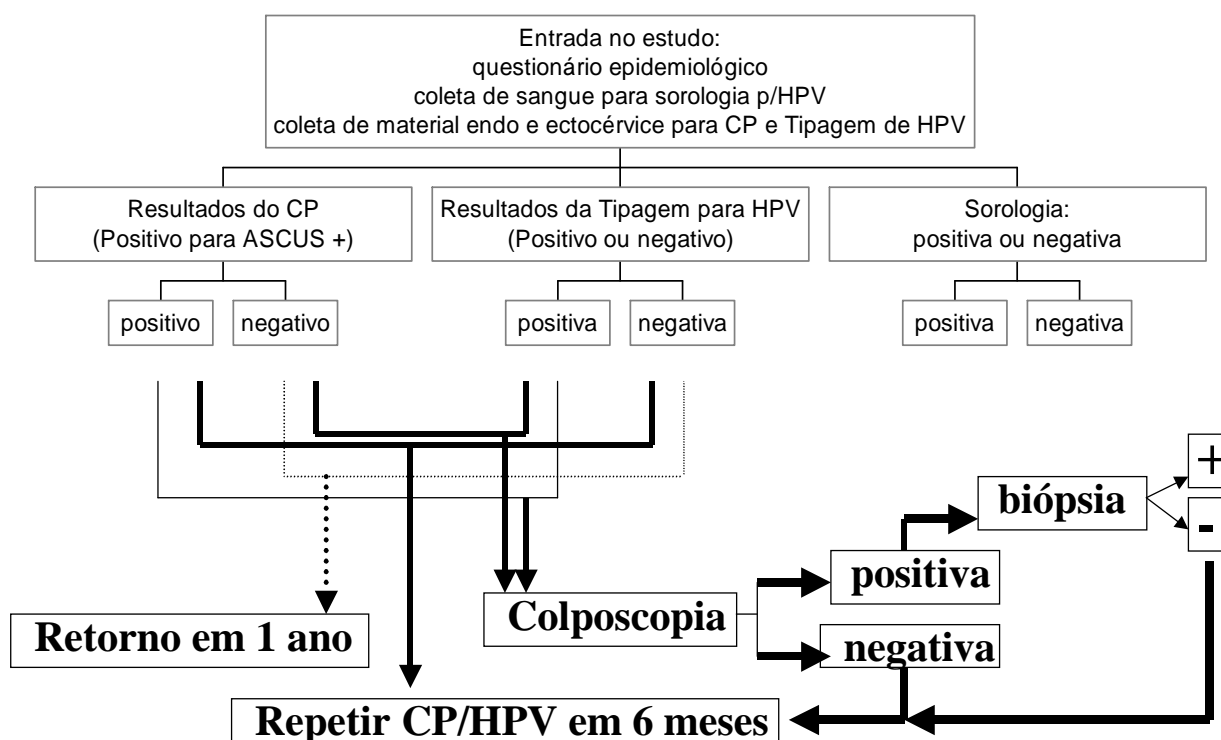 Entrada no estudo:
questionário epidemiológico
coleta de sangue para sorologia p/HPV
coleta de material endo e ectocérvice para CP e Tipagem de HPV
Resultados do CP
(Positivo para ASCUS +)
Resultados da Tipagem para HPV
(Positivo ou negativo)
Sorologia:
positiva ou negativa
positivo
negativo
positiva
negativa
positiva
negativa
+
biópsia
-
positiva
Colposcopia
Retorno em 1 ano
negativa
Repetir CP/HPV em 6 meses